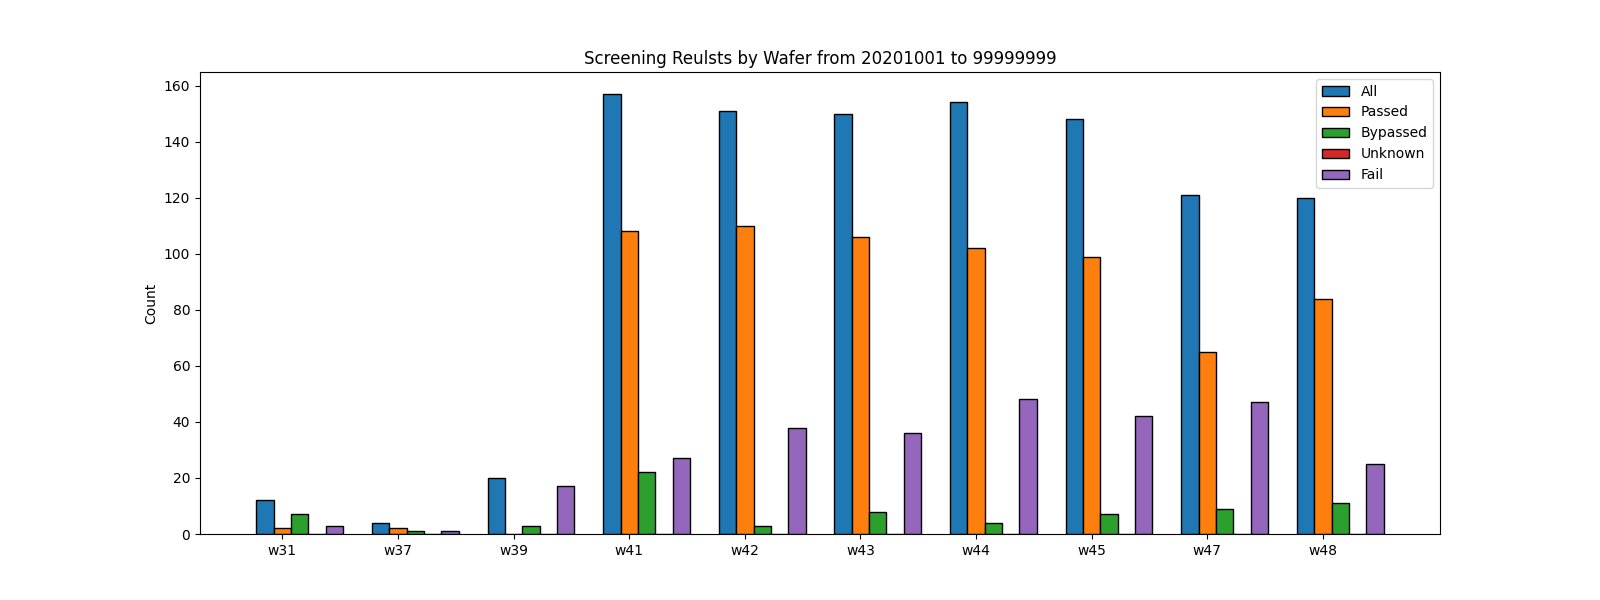 Screening Reulsts by Wafer from 20201001 to 99999999
160
140
120
100
80
60
40
20
0
Count
All
Passed
Bypassed
Unknown
Fail
w31 w37 w39 w41 w42 w43 w44 w45 w47 w48